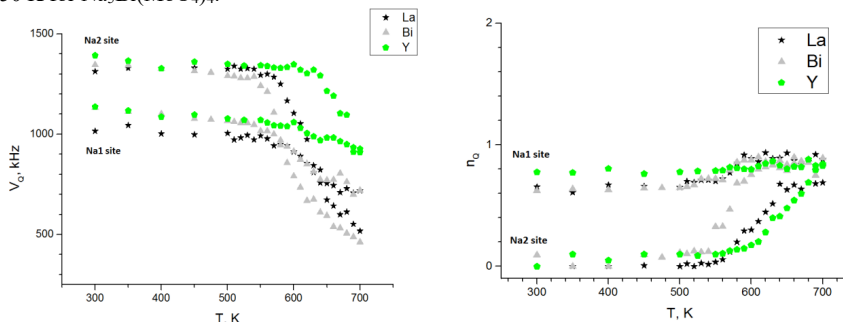 La
Bi
Y
Na2 site
Na1 site
1500
1000
500
300 400 500 600 700
T, K
V_Q, kHz
La
Bi
Y
Na1 site
Na2 site
2
1
0
300 400 500 600 700
T, K
n_Q